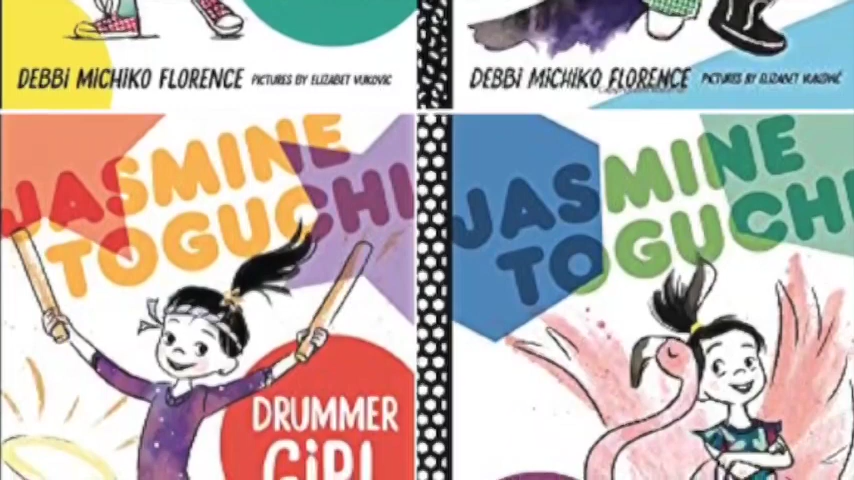 DEBBI MICHIKO FLORENCE PICTURES BY ELIZABET VUKOVIC
DEBBI MICHIKO FLORENCE PICTURES BY ELIZABET VUKOVIĆ
JASMINE
TOGUCHI
DRUMMER
GIRL
JASMINE
TOGUCHI